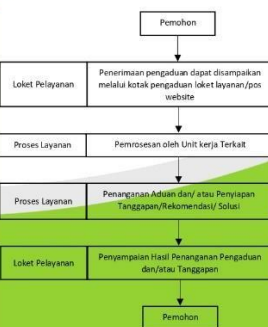 Pemohon
Loket Pelayanan
Penerimaan pengaduan dapat disampaikan
melalui kotak pengaduan loket layanan/pos
website
Proses Layanan
Pemrosesan oleh Unit kerja Terkait
Proses Layanan
Penanganan Aduan dan/ atau Penyiapan
Tanggapan/Rekomendasi/ Solusi
Loket Pelayanan
Penyampaian Hasil Penanganan Pengaduan
dan/atau Tanggapan
Pemohon